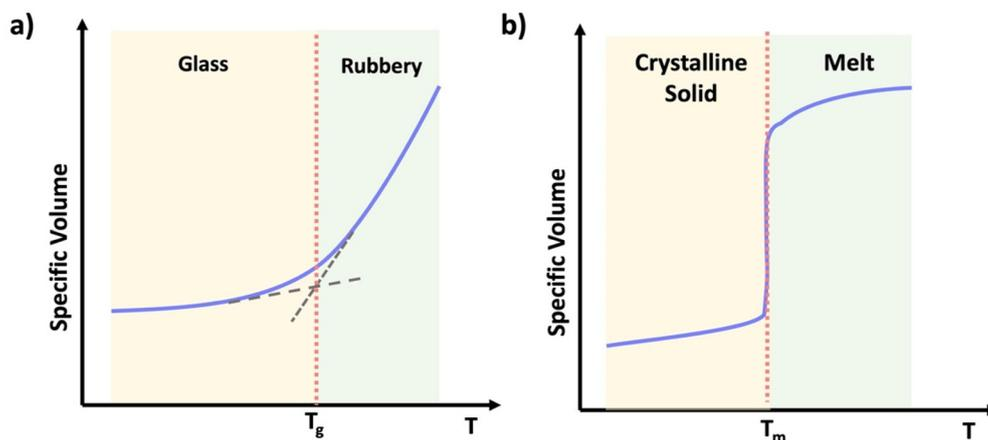 a)
Glass
Rubbery
Specific Volume
Tg
T
b)
Crystalline
Solid
Melt
Specific Volume
Tm
T